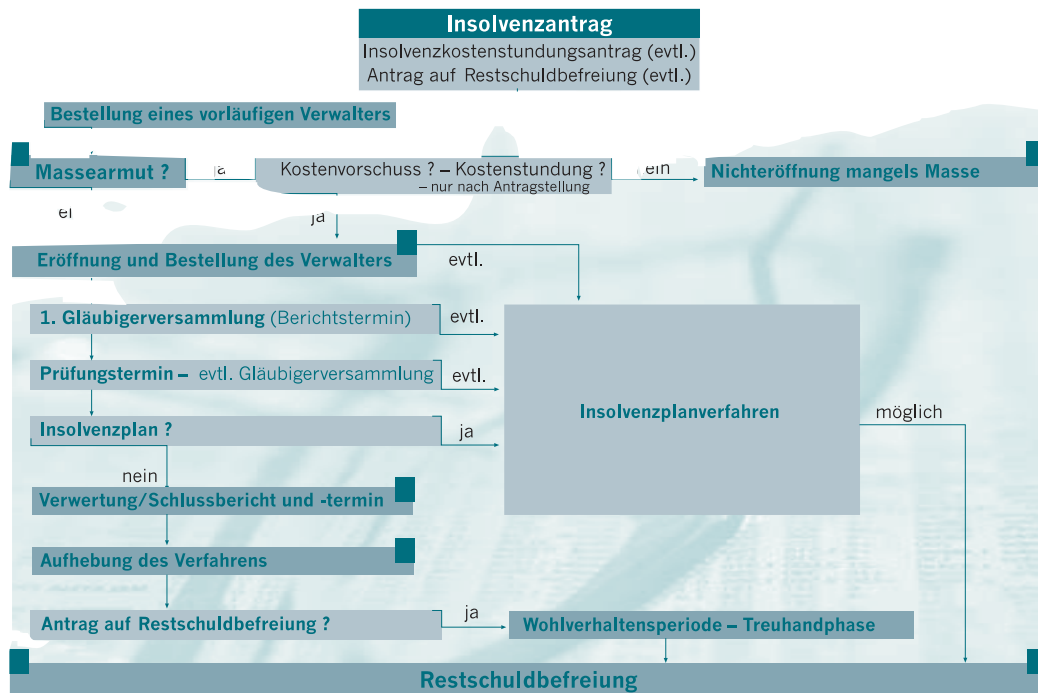 Insolvenzantrag
Insolvenzkostenstundungsantrag (evtl.)
Antrag auf Restschuldbefreiung (evtl.)
Bestellung eines vorläufigen Verwalters
Massearmut ?
Kostenvorschuss ? – Kostenstundung ?
– nur nach Antragstellung
Nichteröffnung mangels Masse
ja
Eröffnung und Bestellung des Verwalters
evtl.
1. Gläubigerversammlung (Berichtstermin)
evtl.
Prüfungstermin – evtl. Gläubigerversammlung
evtl.
Insolvenzplanverfahren
möglich
Insolvenzplan ?
ja
nein
Verwertung/Schlussbericht und -termin
Aufhebung des Verfahrens
Antrag auf Restschuldbefreiung ?
ja
Wohlverhaltensperiode – Treuhandphase
Restschuldbefreiung